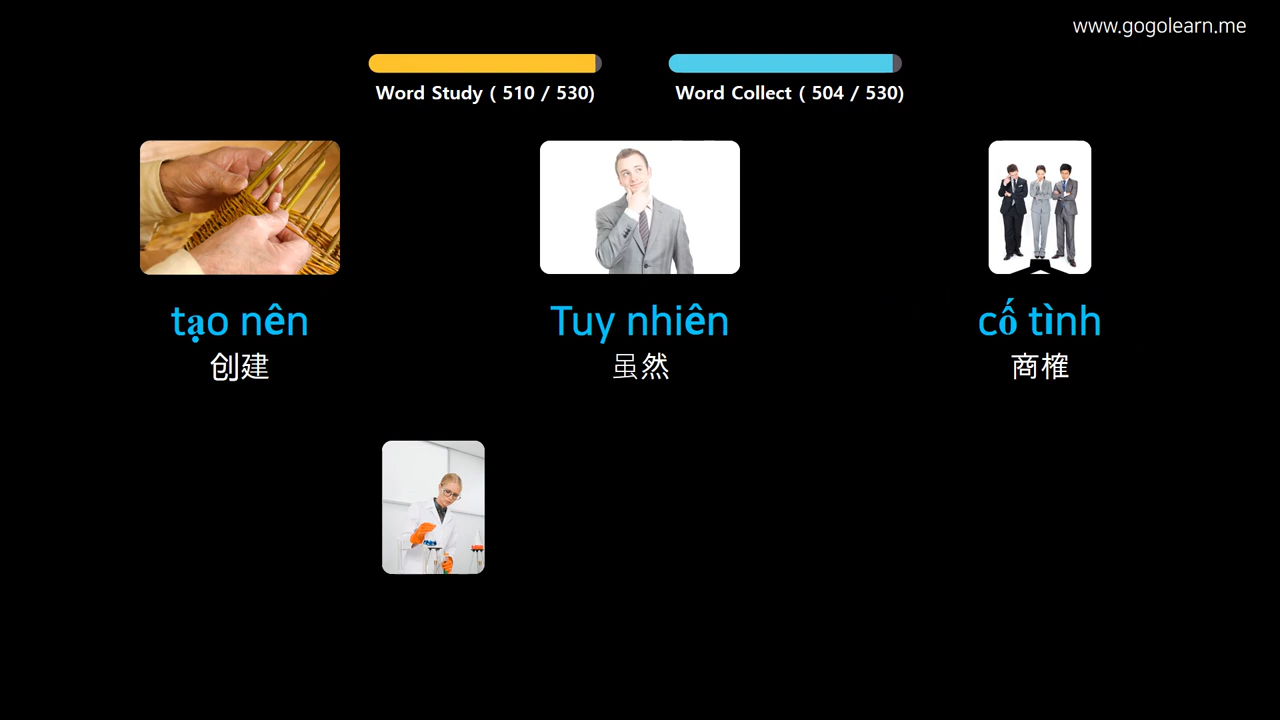 www.gogolearn.me
Word Study ( 510 / 530)
Word Collect ( 504 / 530)
tạo nên
创建
Tuy nhiên
虽然
cố tình
商榷